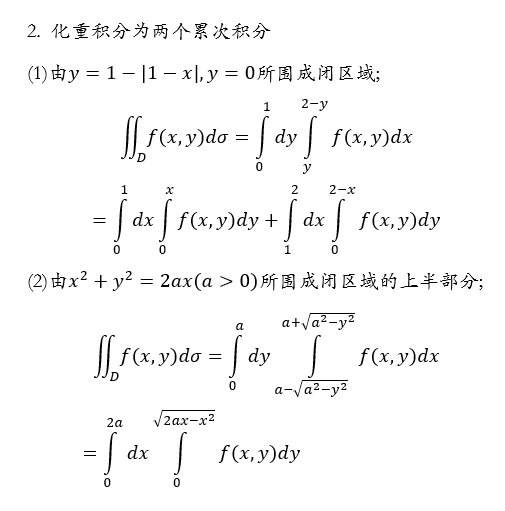 2. 化重积分为两个累次积分
(1)由y = 1 − |1 − x|, y = 0所围成闭区域;
∬_D f(x, y)dσ = ∫_0^1 dy ∫_y^{2−y} f(x, y)dx
= ∫_0^1 dx ∫_0^x f(x, y)dy + ∫_1^2 dx ∫_0^{2−x} f(x, y)dy
(2)由x² + y² = 2ax(a > 0)所围成闭区域的上半部分;
∬_D f(x, y)dσ = ∫_0^a dy ∫_{a−√(a²−y²)}^{a+√(a²−y²)} f(x, y)dx
= ∫_0^{2a} dx ∫_0^{√(2ax−x²)} f(x, y)dy